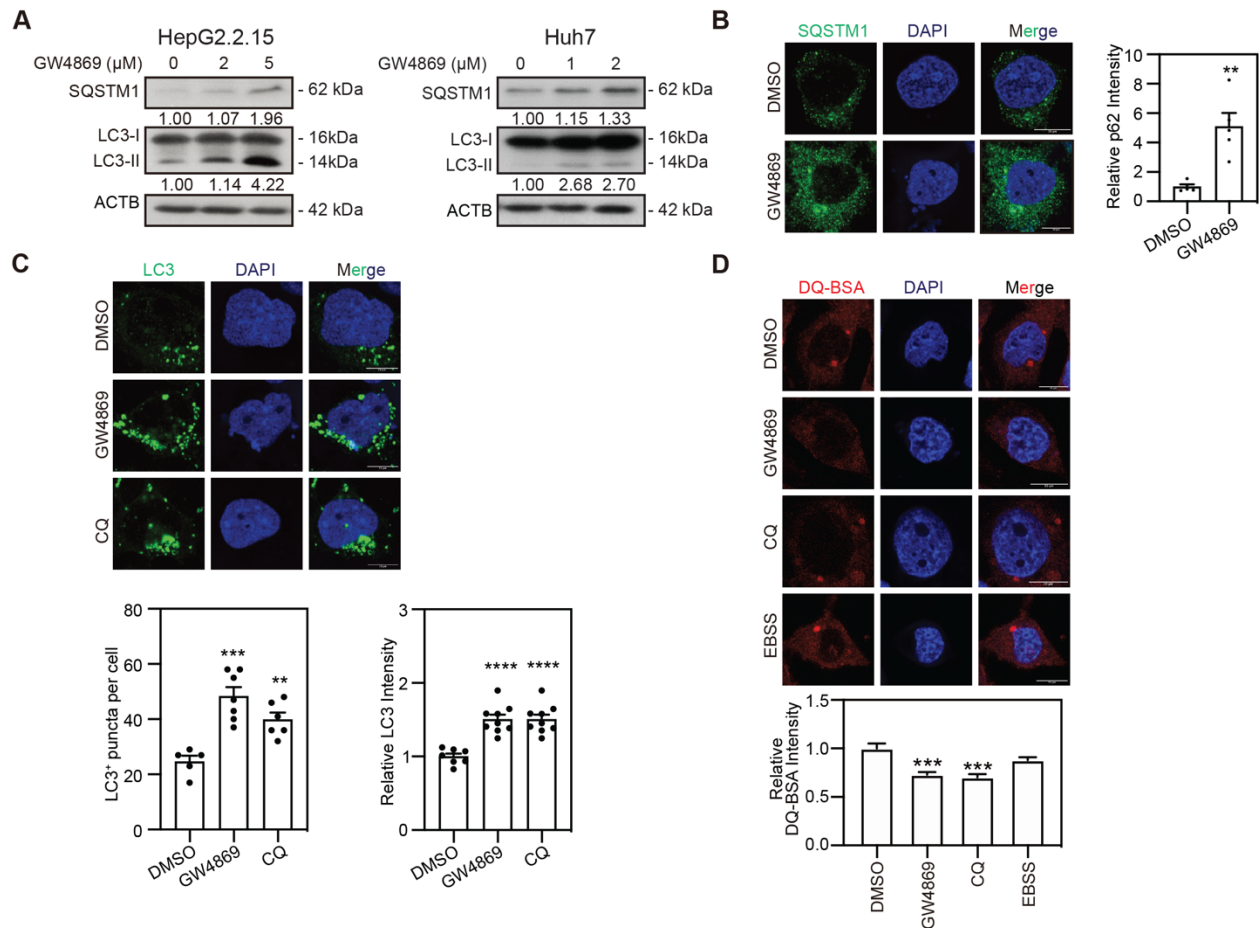 A
HepG2.2.15
GW4869 (µM) 0 2 5
SQSTM1 - 62 kDa
1.00 1.07 1.96
LC3-I - 16kDa
LC3-II - 14kDa
1.00 1.14 4.22
ACTB - 42 kDa
Huh7
GW4869 (µM) 0 1 2
SQSTM1 - 62 kDa
1.00 1.15 1.33
LC3-I - 16kDa
LC3-II - 14kDa
1.00 2.68 2.70
ACTB - 42 kDa
B
SQSTM1 DAPI Merge
DMSO
GW4869
Relative p62 Intensity
10
8
6
4
2
0
**
DMSO
GW4869
C
LC3 DAPI Merge
DMSO
GW4869
CQ
LC3⁺ puncta per cell
80
60
40
20
0
***
**
DMSO
GW4869
CQ
Relative LC3 Intensity
3
2
1
0
****
****
DMSO
GW4869
CQ
D
DQ-BSA DAPI Merge
DMSO
GW4869
CQ
EBSS
Relative
DQ-BSA Intensity
1.5
1.0
0.5
0.0
***
***
DMSO
GW4869
CQ
EBSS